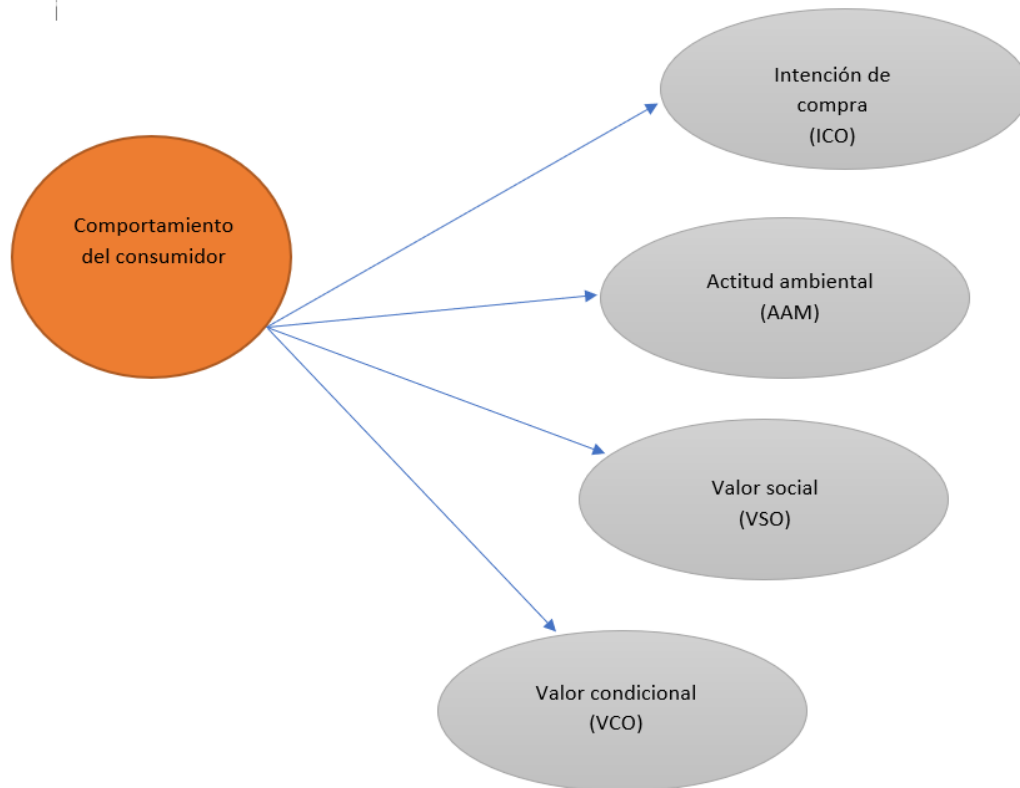 Intención de
compra
(ICO)
Comportamiento
del consumidor
Actitud ambiental
(AAM)
Valor social
(VSO)
Valor condicional
(VCO)